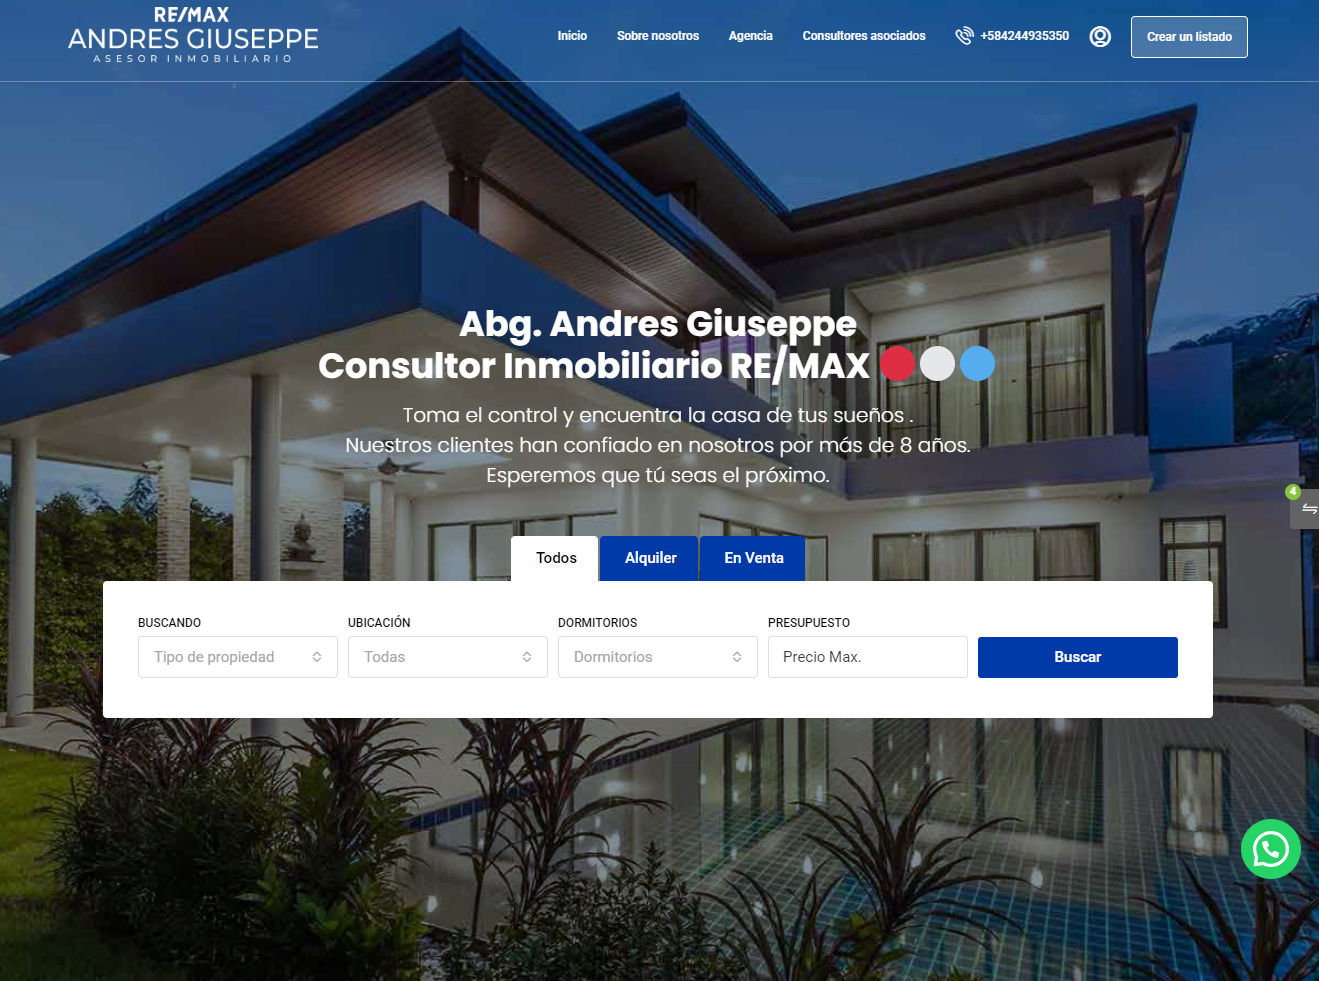 RE/MAX
ANDRES GIUSEPPE
ASESOR INMOBILIARIO
Inicio
Sobre nosotros
Agencia
Consultores asociados
+584244935350
Crear un listado
Abg. Andres Giuseppe
Consultor Inmobiliario RE/MAX
Toma el control y encuentra la casa de tus sueños .
Nuestros clientes han confiado en nosotros por más de 8 años.
Esperemos que tú seas el próximo.
4
Todos
Alquiler
En Venta
BUSCANDO
UBICACIÓN
DORMITORIOS
PRESUPUESTO
Tipo de propiedad
Todas
Dormitorios
Precio Max.
Buscar